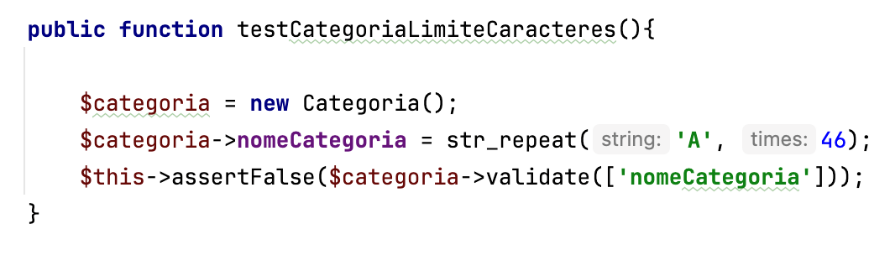 public function testCategoriaLimiteCaracteres(){
$categoria = new Categoria();
$categoria->nomeCategoria = str_repeat( string: 'A', times: 46);
$this->assertFalse($categoria->validate(['nomeCategoria']));
}